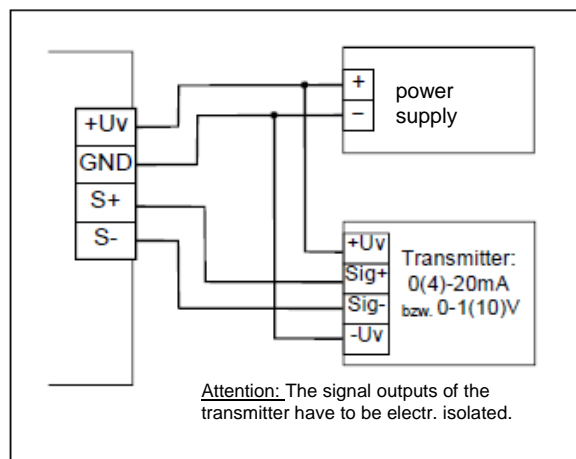 +Uv
GND
S+
S-
+
−
power
supply
+Uv
Sig+
Sig-
-Uv
Transmitter:
0(4)-20mA
bzw. 0-1(10)V
Attention: The signal outputs of the
transmitter have to be electr. isolated.